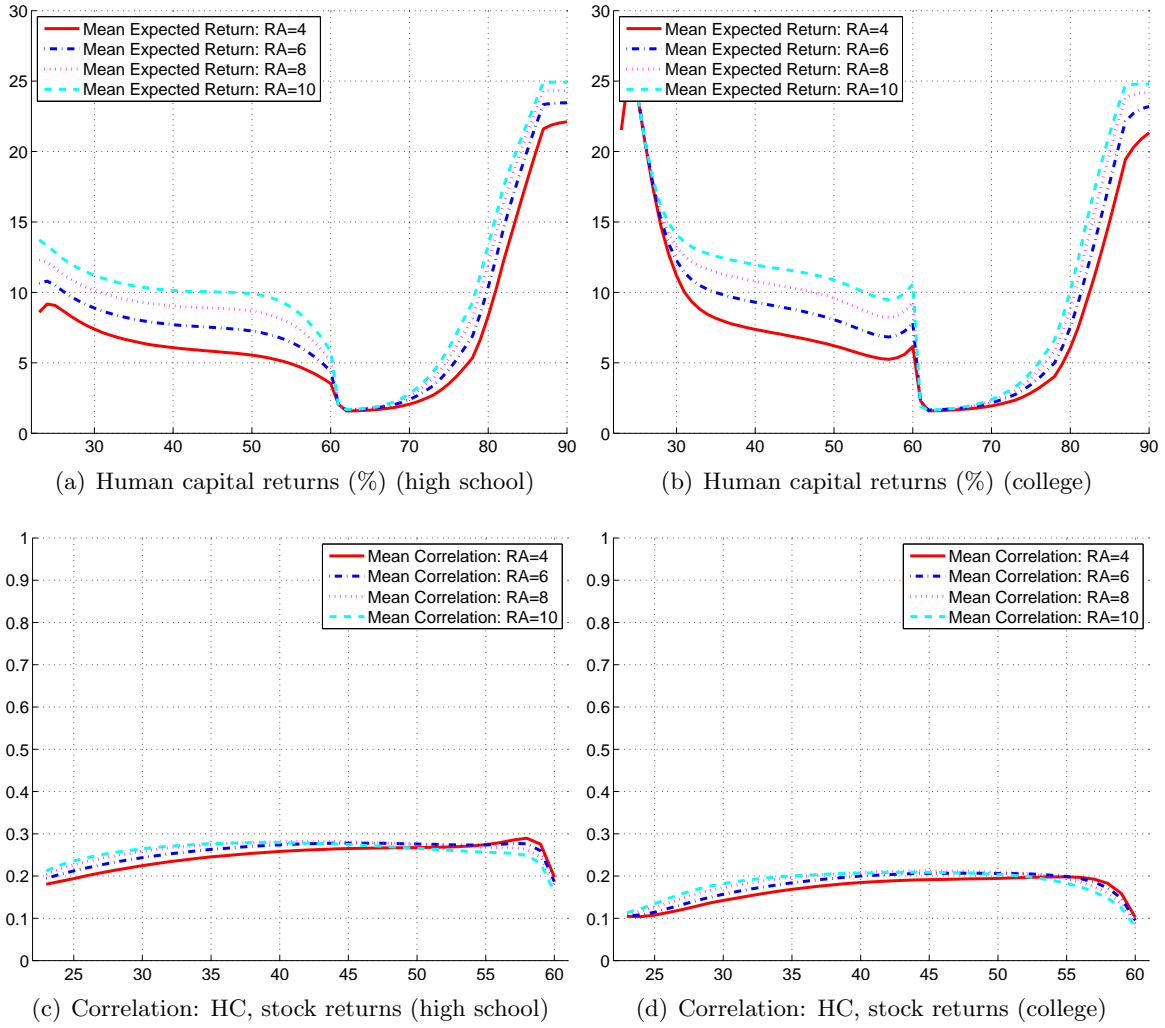 30
25
20
15
10
5
0
Mean Expected Return: RA=4
Mean Expected Return: RA=6
Mean Expected Return: RA=8
Mean Expected Return: RA=10
30 40 50 60 70 80 90
(a) Human capital returns (%) (high school)
30
25
20
15
10
5
0
Mean Expected Return: RA=4
Mean Expected Return: RA=6
Mean Expected Return: RA=8
Mean Expected Return: RA=10
30 40 50 60 70 80 90
(b) Human capital returns (%) (college)
1
0.9
0.8
0.7
0.6
0.5
0.4
0.3
0.2
0.1
0
Mean Correlation: RA=4
Mean Correlation: RA=6
Mean Correlation: RA=8
Mean Correlation: RA=10
25 30 35 40 45 50 55 60
(c) Correlation: HC, stock returns (high school)
1
0.9
0.8
0.7
0.6
0.5
0.4
0.3
0.2
0.1
0
Mean Correlation: RA=4
Mean Correlation: RA=6
Mean Correlation: RA=8
Mean Correlation: RA=10
25 30 35 40 45 50 55 60
(d) Correlation: HC, stock returns (college)